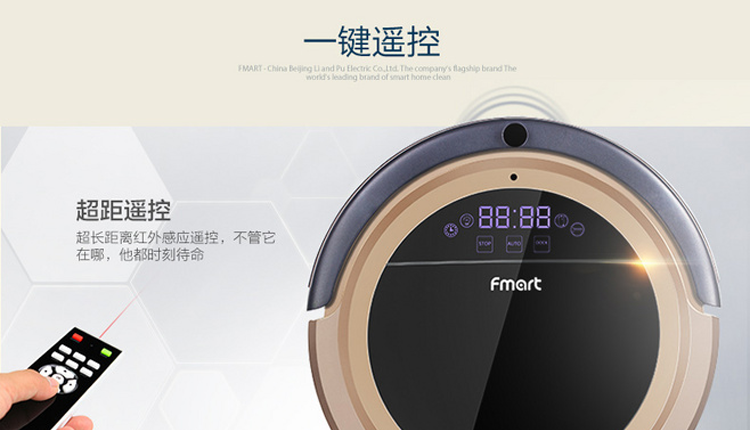 一键遥控
FMART - China Beijing Li and Pu Electric Co.,Ltd. The company's flagship brand The
world's leading brand of smart home clean
超距遥控
超长距离红外感应遥控，不管它
在哪，他都时刻待命
88:88
STOP AUTO
Fmart